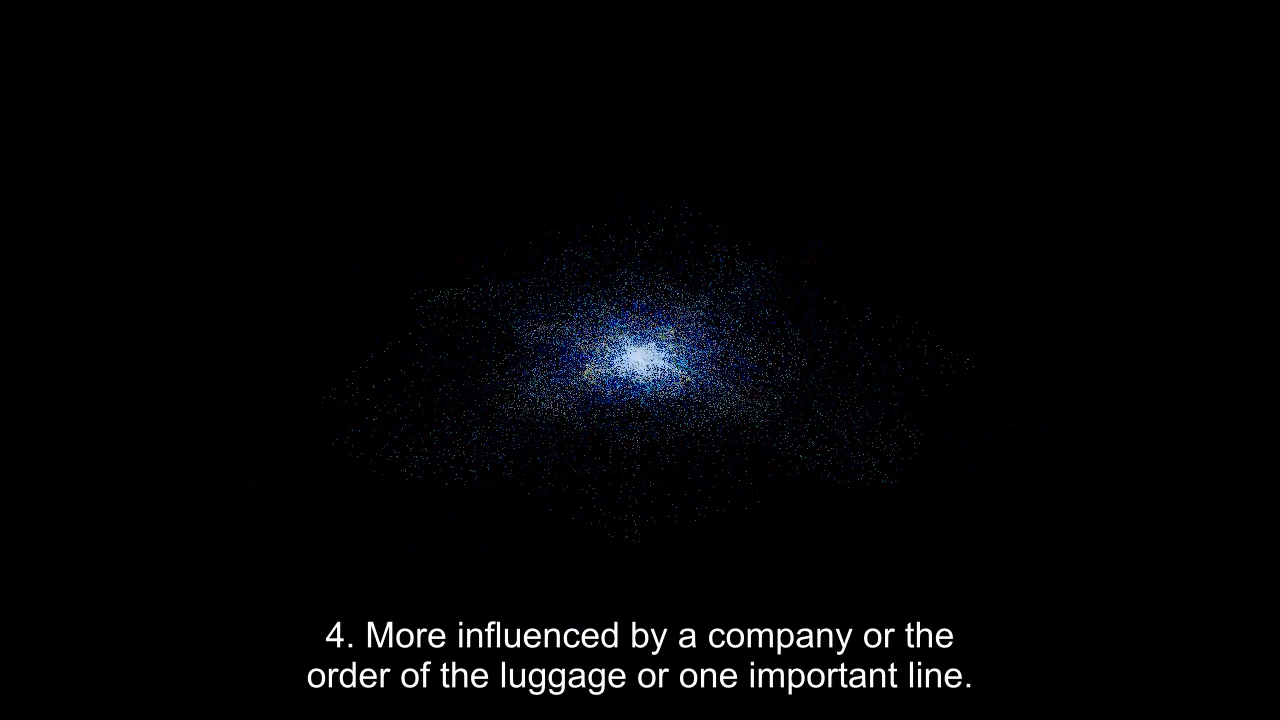 4. More influenced by a company or the
order of the luggage or one important line.